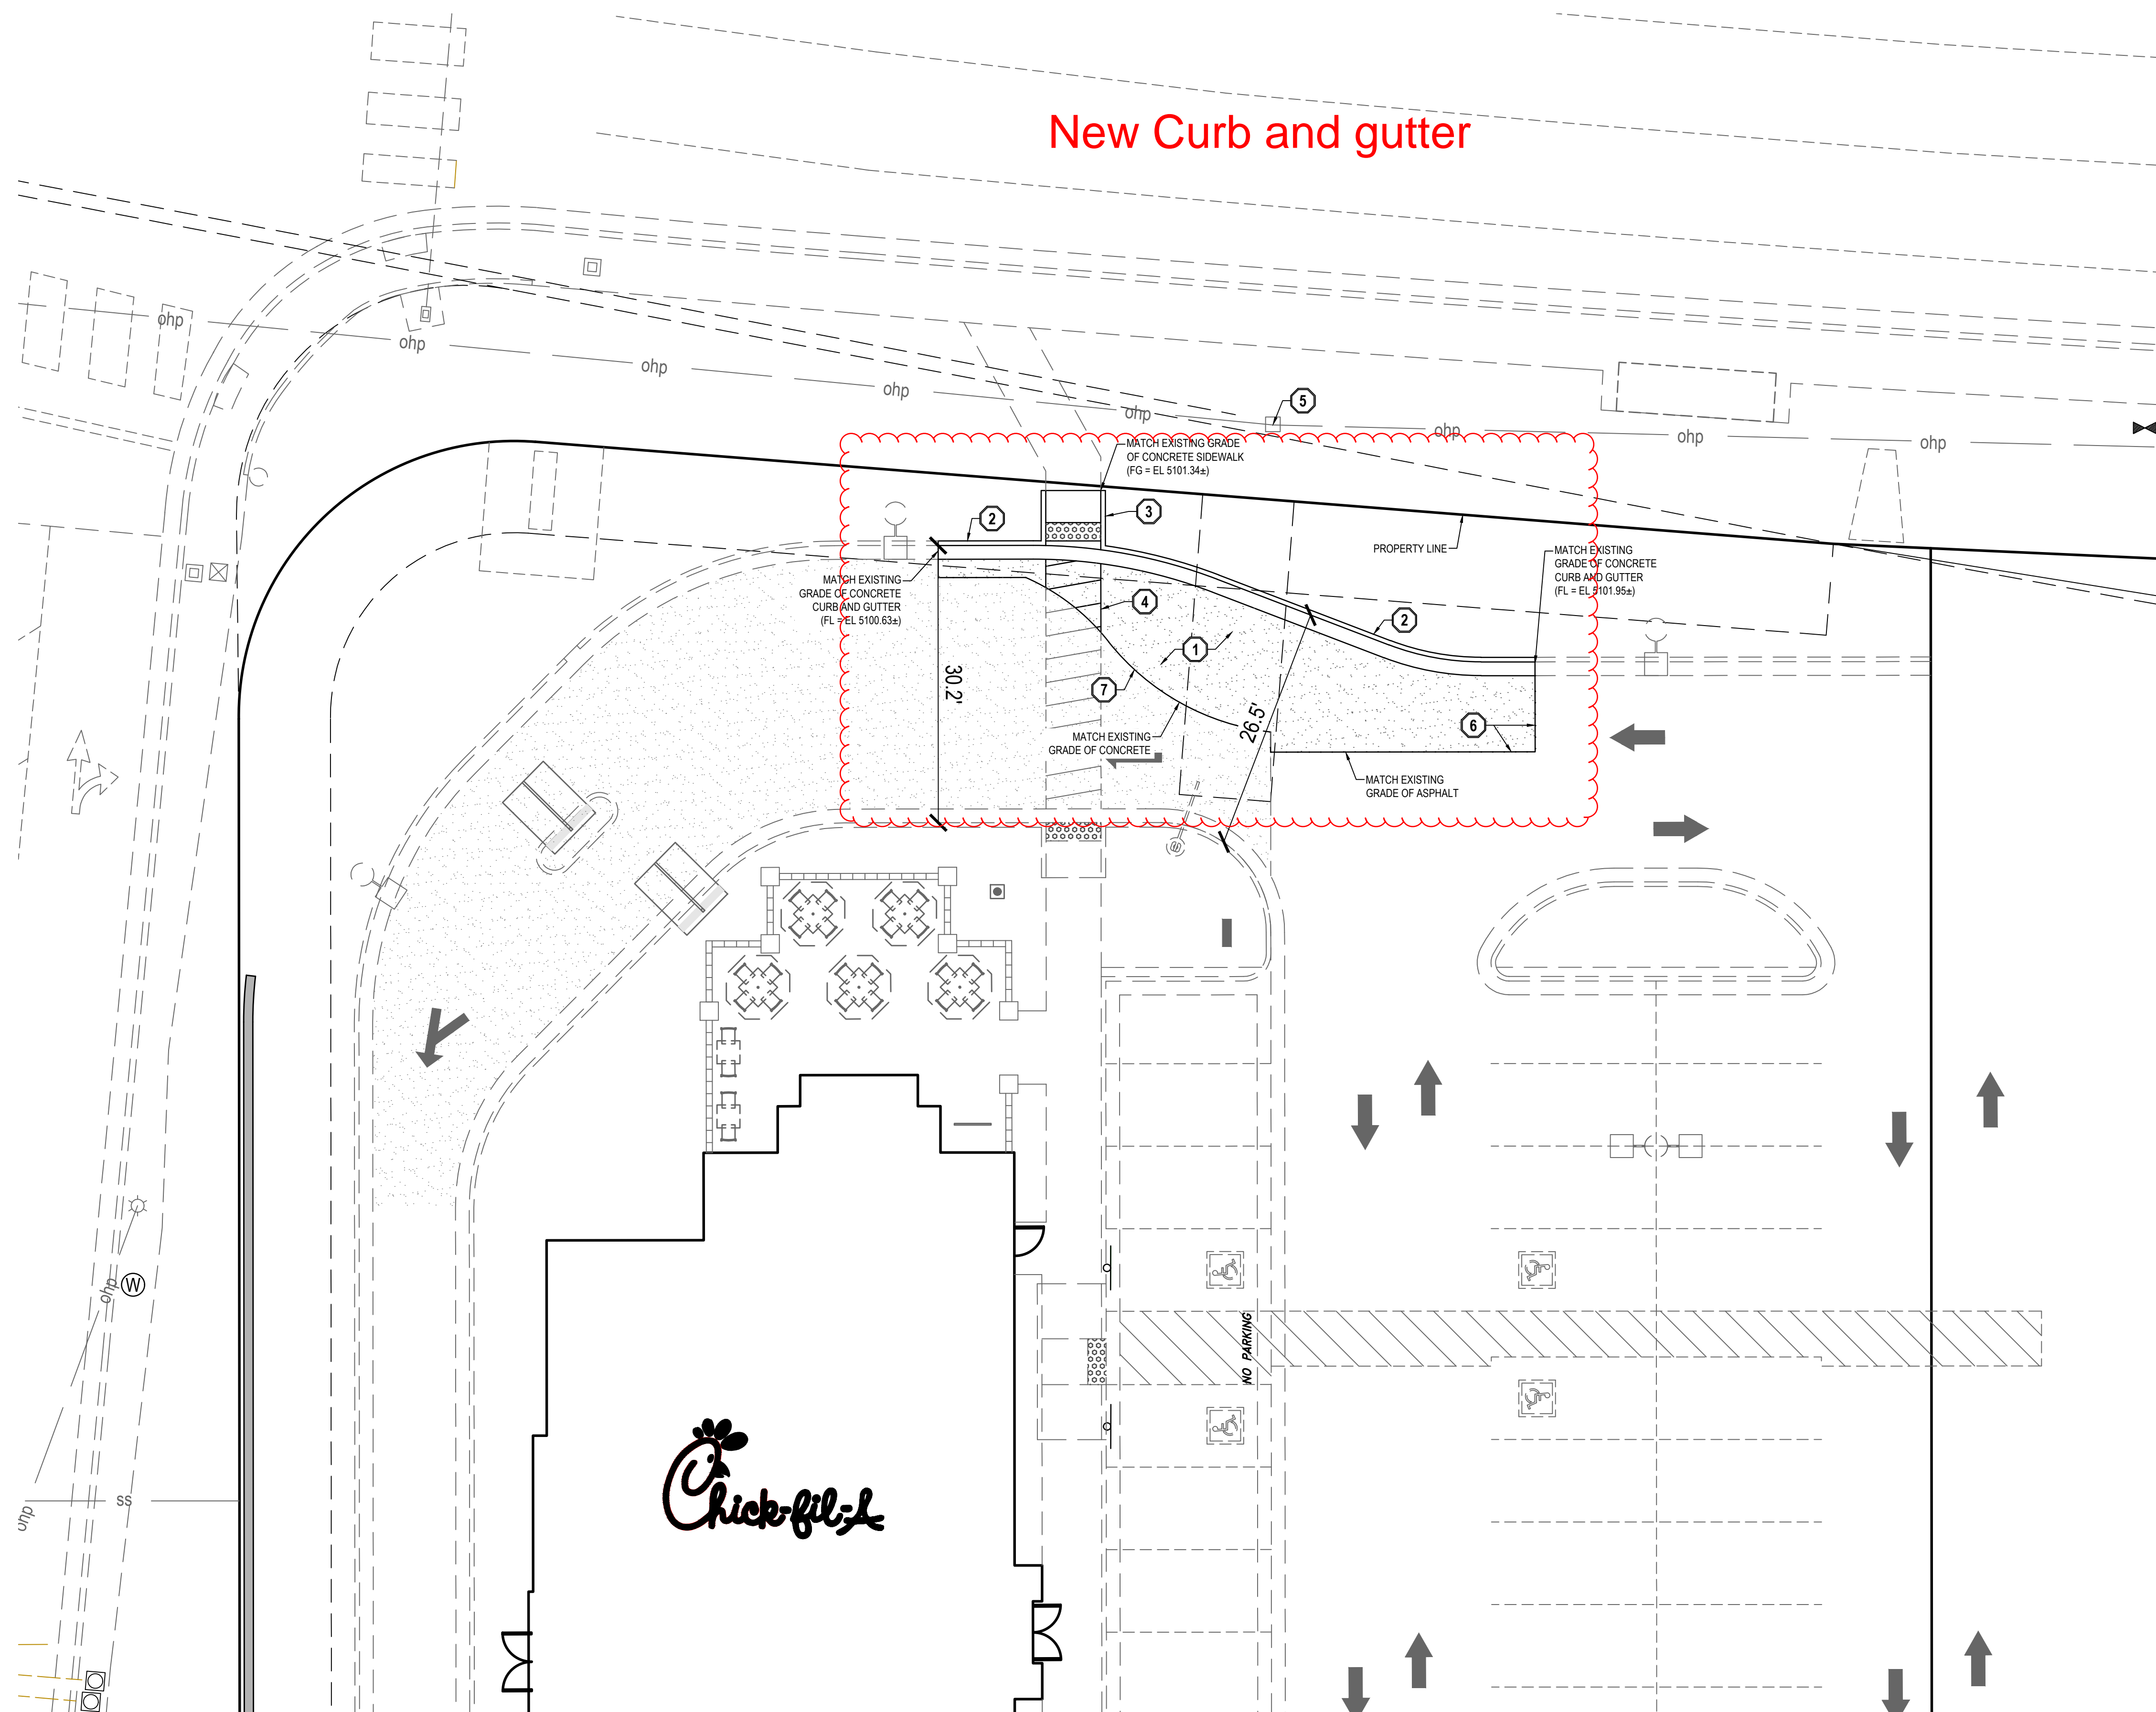 New Curb and gutter
ohp
ohp
ohp
ohp
ohp
ohp
ohp
ohp
5
MATCH EXISTING GRADE
OF CONCRETE SIDEWALK
(FG = EL 5101.34±)
2
3
PROPERTY LINE
MATCH EXISTING
GRADE OF CONCRETE
CURB AND GUTTER
(FL = EL 5101.95±)
MATCH EXISTING
GRADE OF CONCRETE
CURB AND GUTTER
(FL = EL 5100.63±)
4
2
1
7
30.2'
26.5'
6
MATCH EXISTING
GRADE OF CONCRETE
MATCH EXISTING
GRADE OF ASPHALT
ohp
W
NO PARKING
Chick-fil-A
SS
ohp